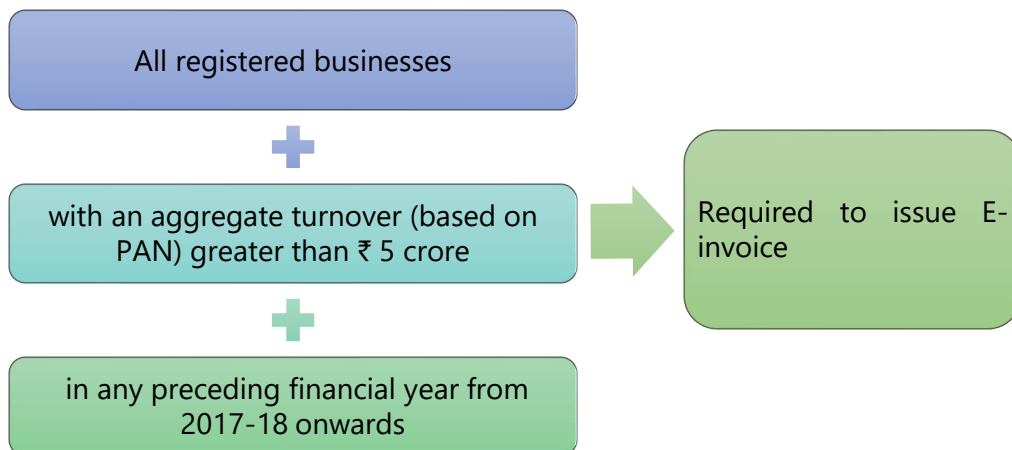 All registered businesses
with an aggregate turnover (based on
PAN) greater than ₹ 5 crore
Required to issue E-
invoice
in any preceding financial year from
2017-18 onwards